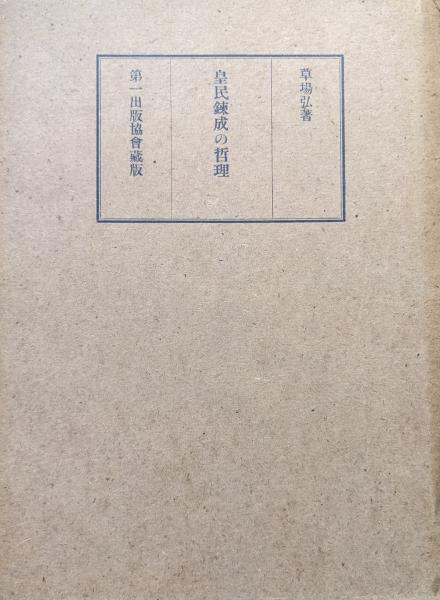 草場弘著
皇民錬成の哲理
第一出版協會藏版